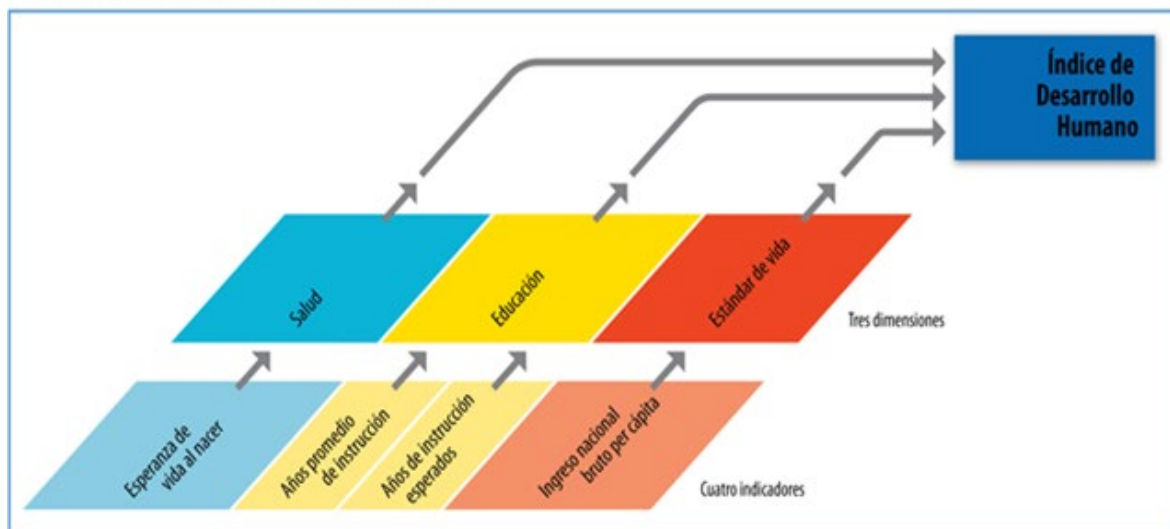 Índice de
Desarrollo
Humano
Salud
Educación
Estándar de vida
Tres dimensiones
Esperanza de
vida al nacer
Años promedio
de instrucción
Años de instrucción
esperados
Ingreso nacional
bruto per cápita
Cuatro indicadores